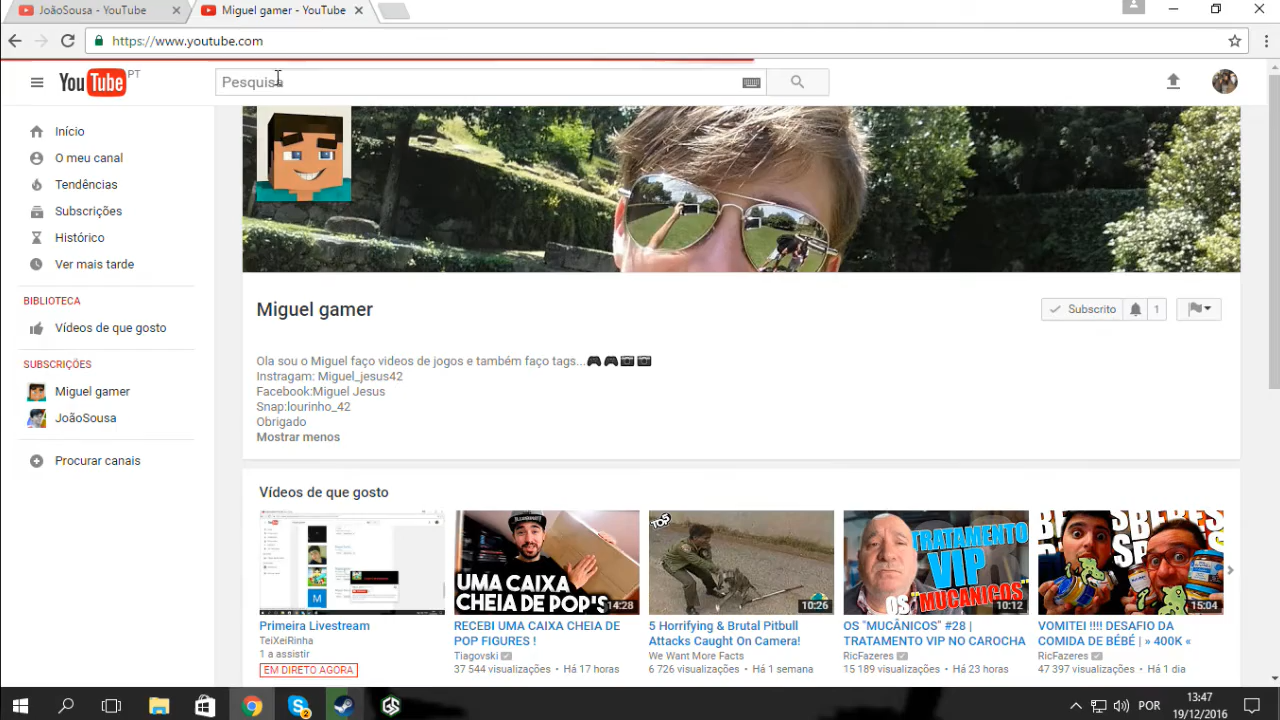 JoãoSousa - YouTube
Miguel gamer - YouTube
https://www.youtube.com
YouTube PT
Pesquisa
Início
O meu canal
Tendências
Subscrições
Histórico
Ver mais tarde
BIBLIOTECA
Vídeos de que gosto
SUBSCRIÇÕES
Miguel gamer
JoãoSousa
Procurar canais
Miguel gamer
Subscrito
1
Ola sou o Miguel faço videos de jogos e também faço tags...🎮🎮📷📷
Instragam: Miguel_jesus42
Facebook:Miguel Jesus
Snap:lourinho_42
Obrigado
Mostrar menos
Vídeos de que gosto
M
Primeira Livestream
TeiXeiRinha
1 a assistir
EM DIRETO AGORA
UMA CAIXA
CHEIA DE POP'S
14:28
RECEBI UMA CAIXA CHEIA DE
POP FIGURES !
Tiagovski
37 544 visualizações • Há 17 horas
TOP5
10:26
5 Horrifying & Brutal Pitbull
Attacks Caught On Camera!
We Want More Facts
6 726 visualizações • Há 1 semana
TRATAMENTO
VIP
OS "MUCANICOS"
10:12
OS "MUCÂNICOS" #28 |
TRATAMENTO VIP NO CAROCHA
RicFazeres
15 189 visualizações • Há 23 horas
15:04
VOMITEI !!!! DESAFIO DA
COMIDA DE BÉBÉ | » 400K «
RicFazeres
47 397 visualizações • Há 1 dia
2
POR
13:47
19/12/2016